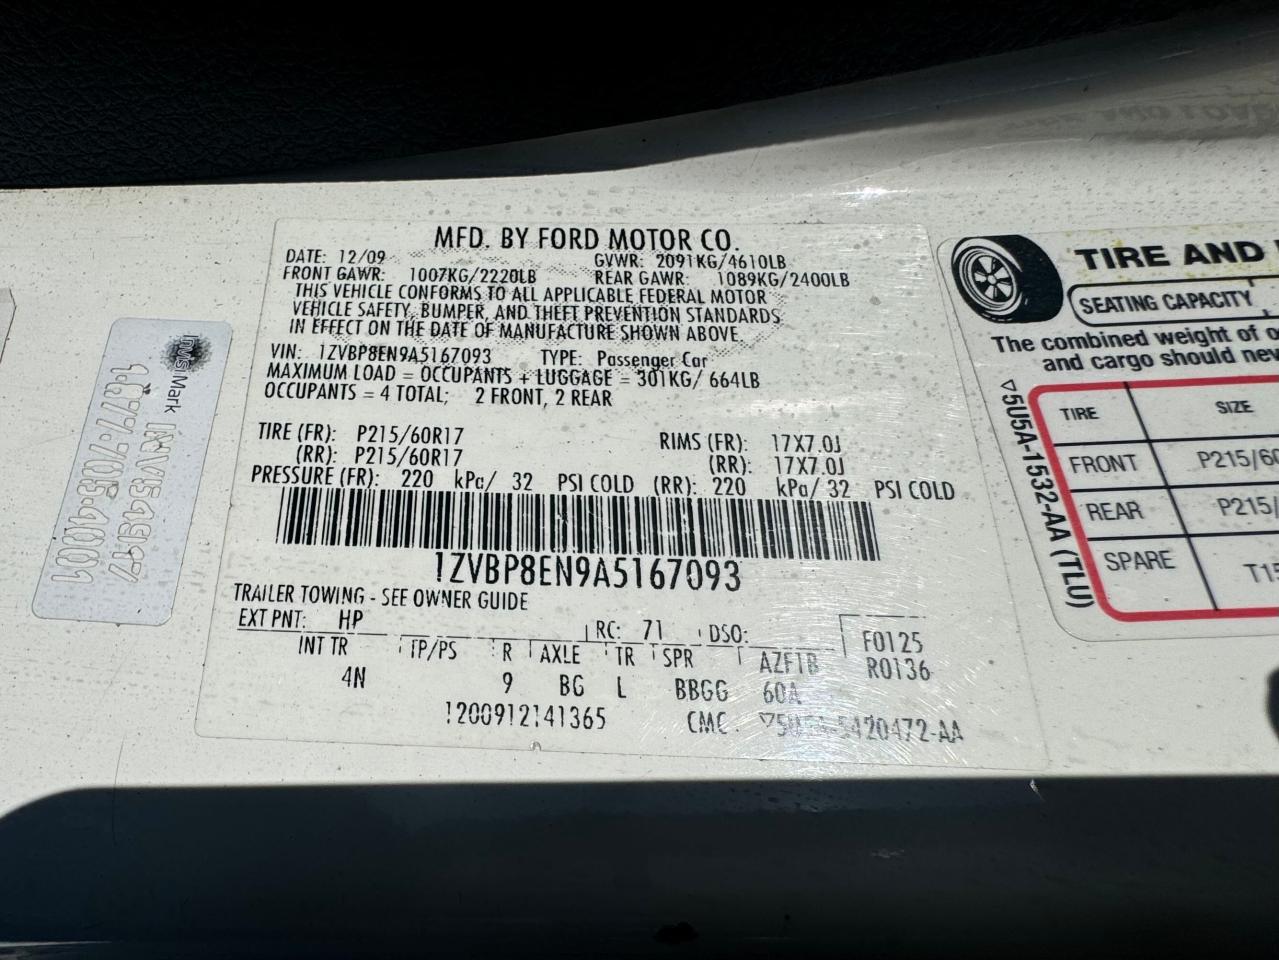 MFD. BY FORD MOTOR CO.
DATE: 12/09 GVWR: 2091KG/4610LB
FRONT GAWR: 1007KG/2220LB REAR GAWR: 1089KG/2400LB
THIS VEHICLE CONFORMS TO ALL APPLICABLE FEDERAL MOTOR
VEHICLE SAFETY, BUMPER, AND THEFT PREVENTION STANDARDS
IN EFFECT ON THE DATE OF MANUFACTURE SHOWN ABOVE.
VIN: 1ZVBP8EN9A5167093 TYPE: Passenger Car
MAXIMUM LOAD = OCCUPANTS + LUGGAGE = 301KG/ 664LB
OCCUPANTS = 4 TOTAL; 2 FRONT, 2 REAR
TIRE (FR): P215/60R17 RIMS (FR): 17X7.0J
(RR): P215/60R17 (RR): 17X7.0J
PRESSURE (FR): 220 kPa/ 32 PSI COLD (RR): 220 kPa/ 32 PSI COLD
1ZVBP8EN9A5167093
TRAILER TOWING - SEE OWNER GUIDE
EXT PNT: HP RC: 71 DSO: F0125
INT TR TP/PS R AXLE TR SPR AZFTB R0136
4N 9 BG L BBGG 60A
1200912141365 CMC 5420472-AA
InvisiMark
TIRE AND
SEATING CAPACITY
The combined weight of
and cargo should
▽5U5A-1532-AA (TLU)
TIRE SIZE
FRONT P215/60
REAR P215/
SPARE T15